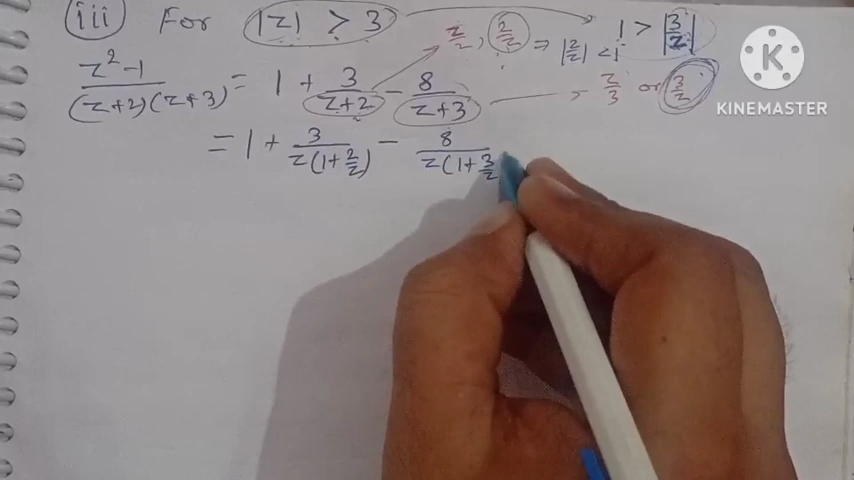 (iii) For |z| > 3 → 1 > |3/z|
z/2, 2/z ⇒ |2/z| < 1
(z² - 1)/((z+2)(z+3)) = 1 + 3/(z+2) - 8/(z+3) → z/3 or 3/z
= 1 + 3/(z(1+2/z)) - 8/(z(1+3/z
KINEMASTER